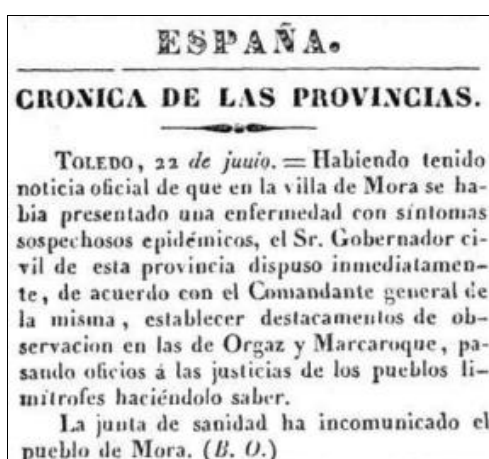 ESPAÑA.
CRONICA DE LAS PROVINCIAS.
TOLEDO, 22 de junio. = Habiendo tenido
noticia oficial de que en la villa de Mora se ha-
bia presentado una enfermedad con síntomas
sospechosos epidémicos, el Sr. Gobernador ci-
vil de esta provincia dispuso inmediatamen-
te, de acuerdo con el Comandante general de
la misma, establecer destacamentos de ob-
servacion en las de Orgaz y Marcaroque, pa-
sando oficios á las justicias de los pueblos li-
mítrofes haciéndolo saber.
La junta de sanidad ha incomunicado el
pueblo de Mora. (B. O.)